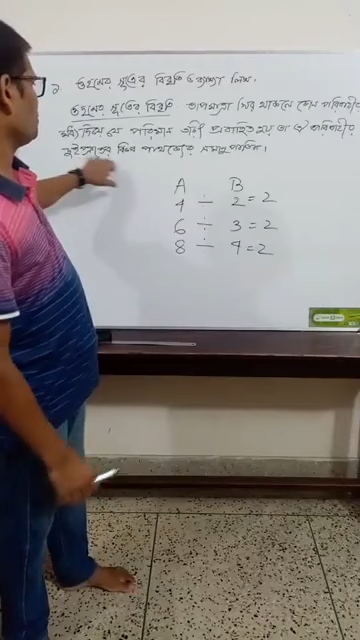 ১. ওহমের সূত্রের বিবৃতি ও ব্যাখ্যা লিখ।
ওহমের সূত্রের বিবৃতি তাপমাত্রা স্থির থাকলে কোন পরিবাহীর
মধ্য দিয়ে যে পরিমাণ তড়িৎ প্রবাহিত হয় তা ঐ পরিবাহীর
দুইপ্রান্তের বিভব পার্থক্যের সমানুপাতিক।
A B
4 ÷ 2 = 2
6 ÷ 3 = 2
8 ÷ 4 = 2